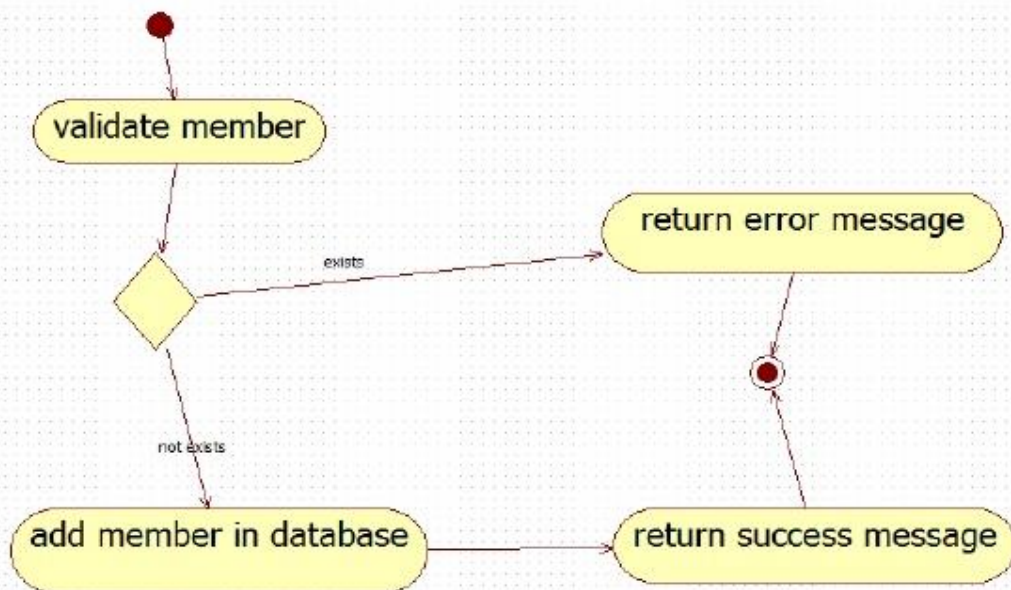 validate member
return error message
exists
not exists
add member in database
return success message